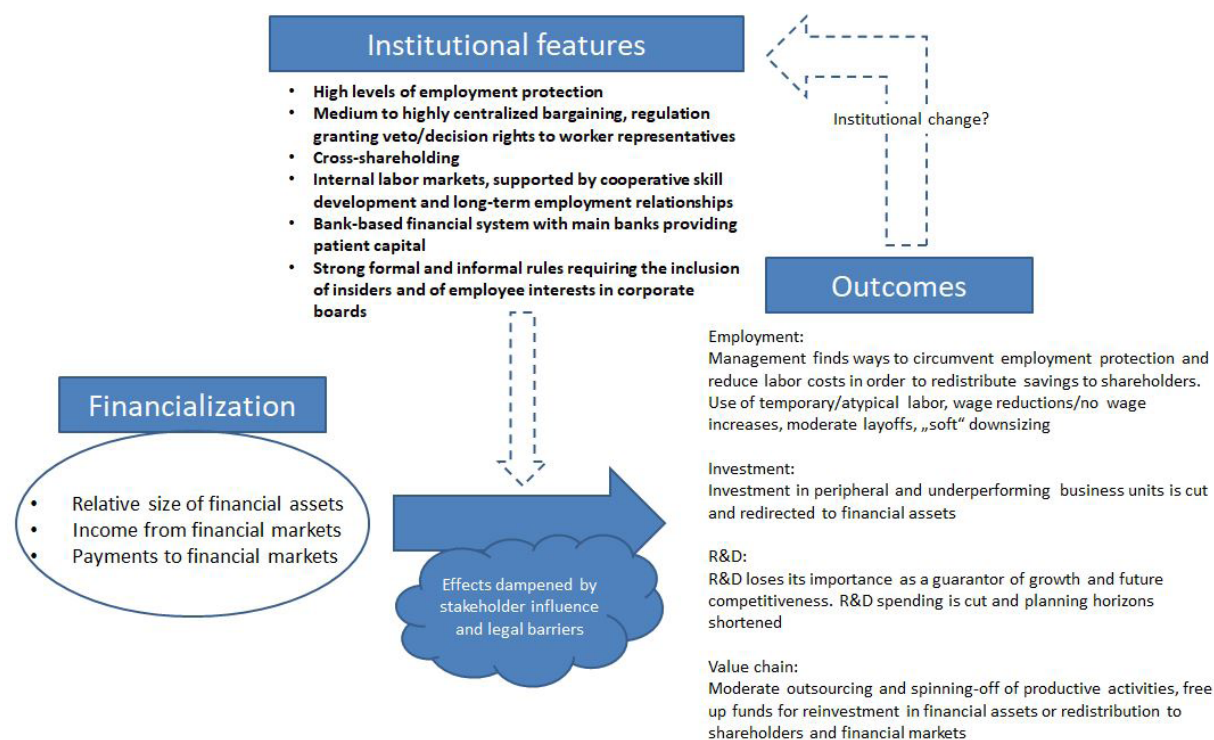 Institutional features
• High levels of employment protection
• Medium to highly centralized bargaining, regulation
granting veto/decision rights to worker representatives
• Cross-shareholding
• Internal labor markets, supported by cooperative skill
development and long-term employment relationships
• Bank-based financial system with main banks providing
patient capital
• Strong formal and informal rules requiring the inclusion
of insiders and of employee interests in corporate
boards
Institutional change?
Financialization
• Relative size of financial assets
• Income from financial markets
• Payments to financial markets
Effects dampened by
stakeholder influence
and legal barriers
Outcomes
Employment:
Management finds ways to circumvent employment protection and
reduce labor costs in order to redistribute savings to shareholders.
Use of temporary/atypical labor, wage reductions/no wage
increases, moderate layoffs, „soft“ downsizing
Investment:
Investment in peripheral and underperforming business units is cut
and redirected to financial assets
R&D:
R&D loses its importance as a guarantor of growth and future
competitiveness. R&D spending is cut and planning horizons
shortened
Value chain:
Moderate outsourcing and spinning-off of productive activities, free
up funds for reinvestment in financial assets or redistribution to
shareholders and financial markets